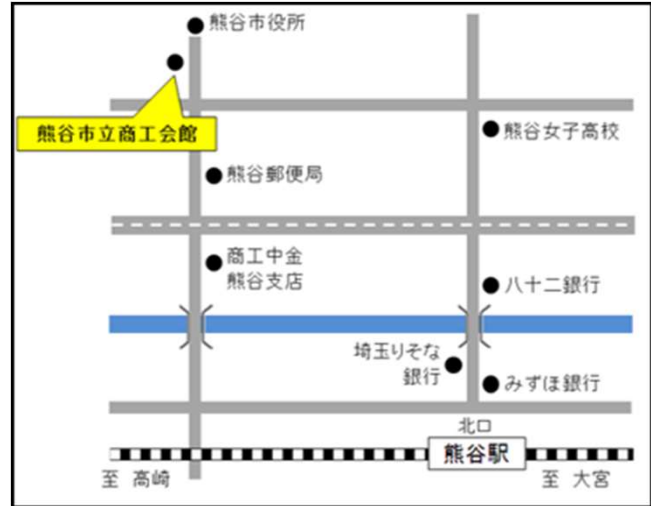 熊谷市役所
熊谷市立商工会館
熊谷女子高校
熊谷郵便局
商工中金
熊谷支店
八十二銀行
埼玉りそな
銀行
みずほ銀行
北口
熊谷駅
至 高崎
至 大宮